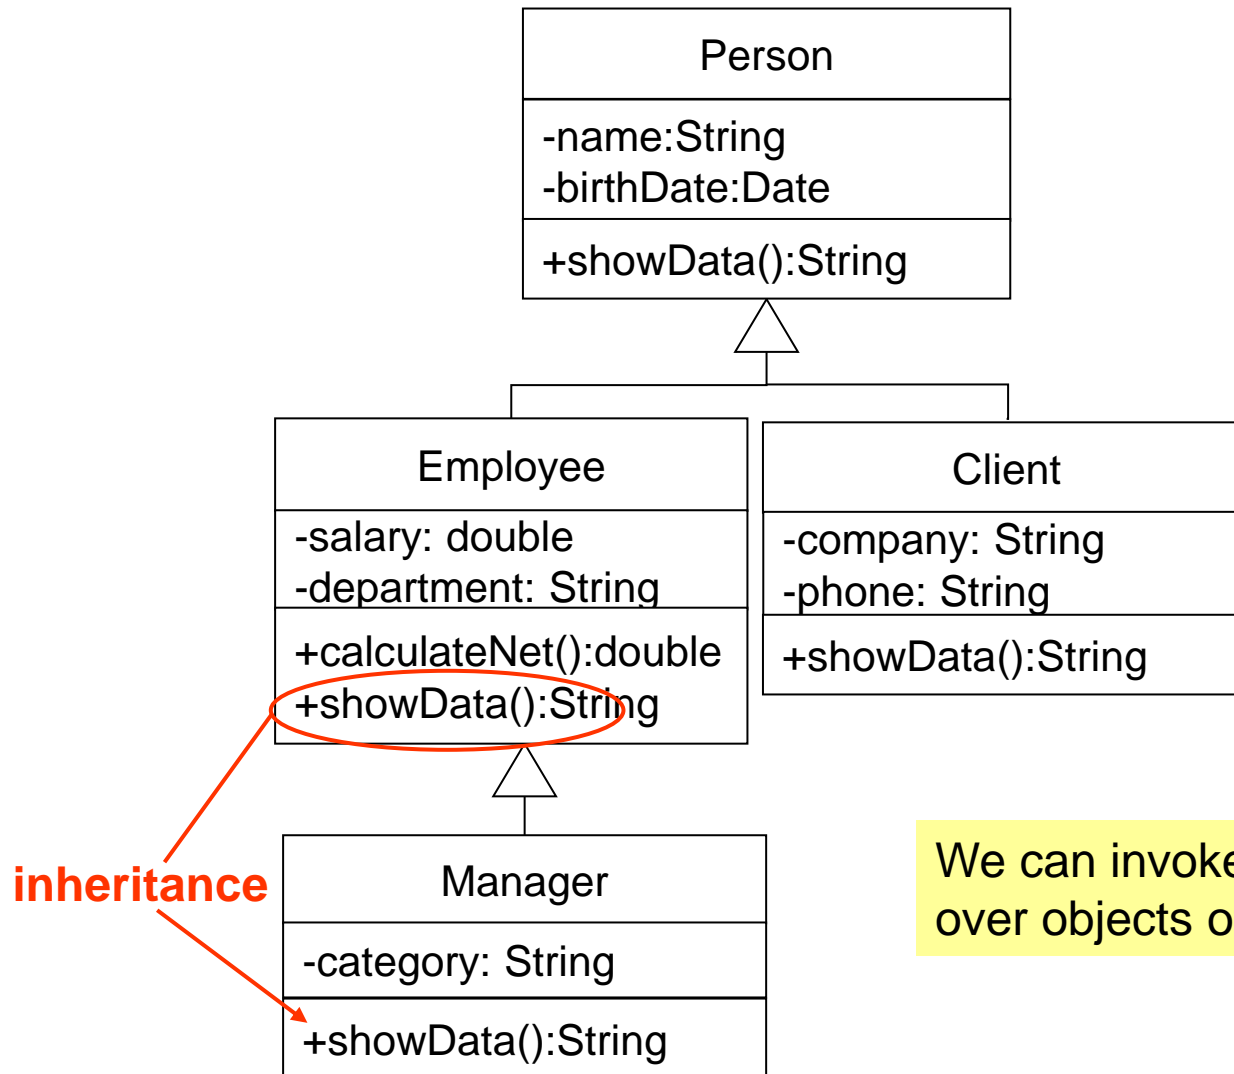 Person
-name:String
-birthDate:Date
+showData():String
Employee
-salary: double
-department: String
+calculateNet():double
+showData():String
Client
-company: String
-phone: String
+showData():String
inheritance
Manager
-category: String
+showData():String
We can invoke
over objects o